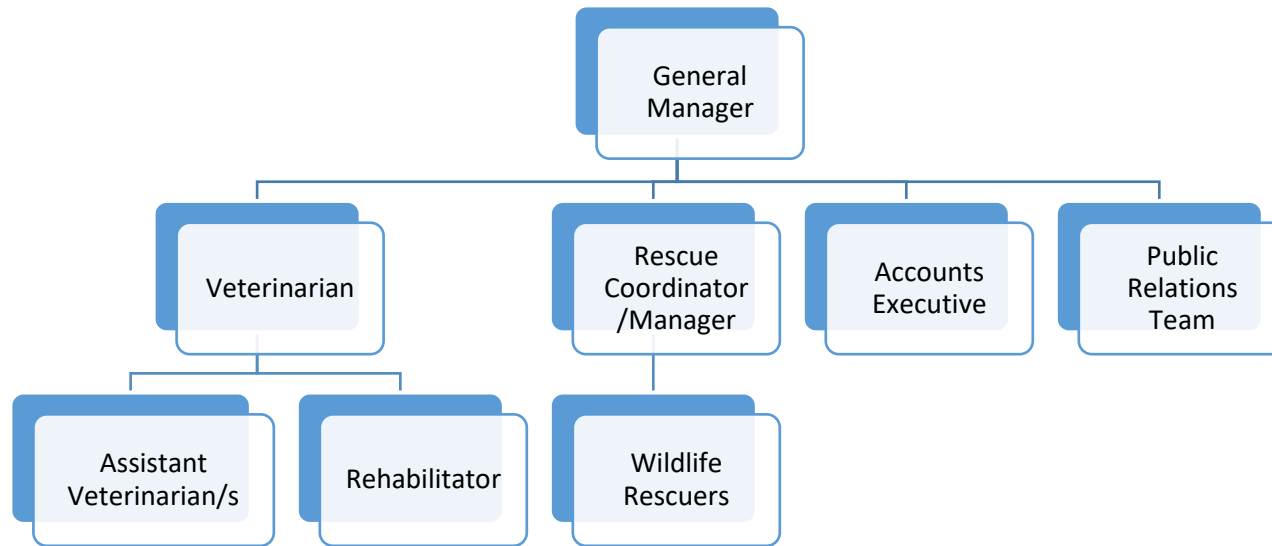 General
Manager
Veterinarian
Rescue
Coordinator
/Manager
Accounts
Executive
Public
Relations
Team
Assistant
Veterinarian/s
Rehabilitator
Wildlife
Rescuers